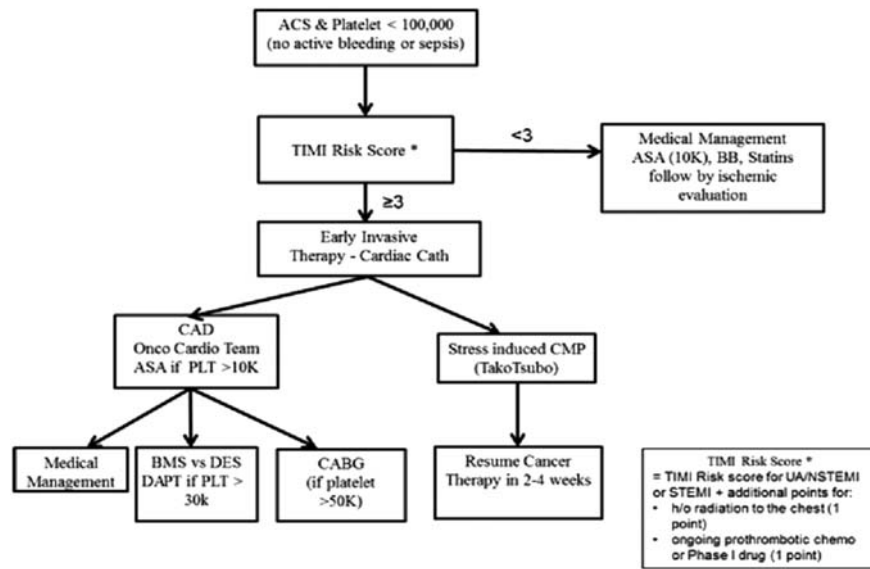 ACS & Platelet < 100,000
(no active bleeding or sepsis)
TIMI Risk Score *
<3
Medical Management
ASA (10K), BB, Statins
follow by ischemic
evaluation
≥3
Early Invasive
Therapy - Cardiac Cath
CAD
Onco Cardio Team
ASA if PLT >10K
Stress induced CMP
(TakoTsubo)
Medical
Management
BMS vs DES
DAPT if PLT >
30k
CABG
(if platelet
>50K)
Resume Cancer
Therapy in 2-4 weeks
TIMI Risk Score *
= TIMI Risk score for UA/NSTEMI
or STEMI + additional points for:
• h/o radiation to the chest (1
point)
• ongoing prothrombotic chemo
or Phase I drug (1 point)